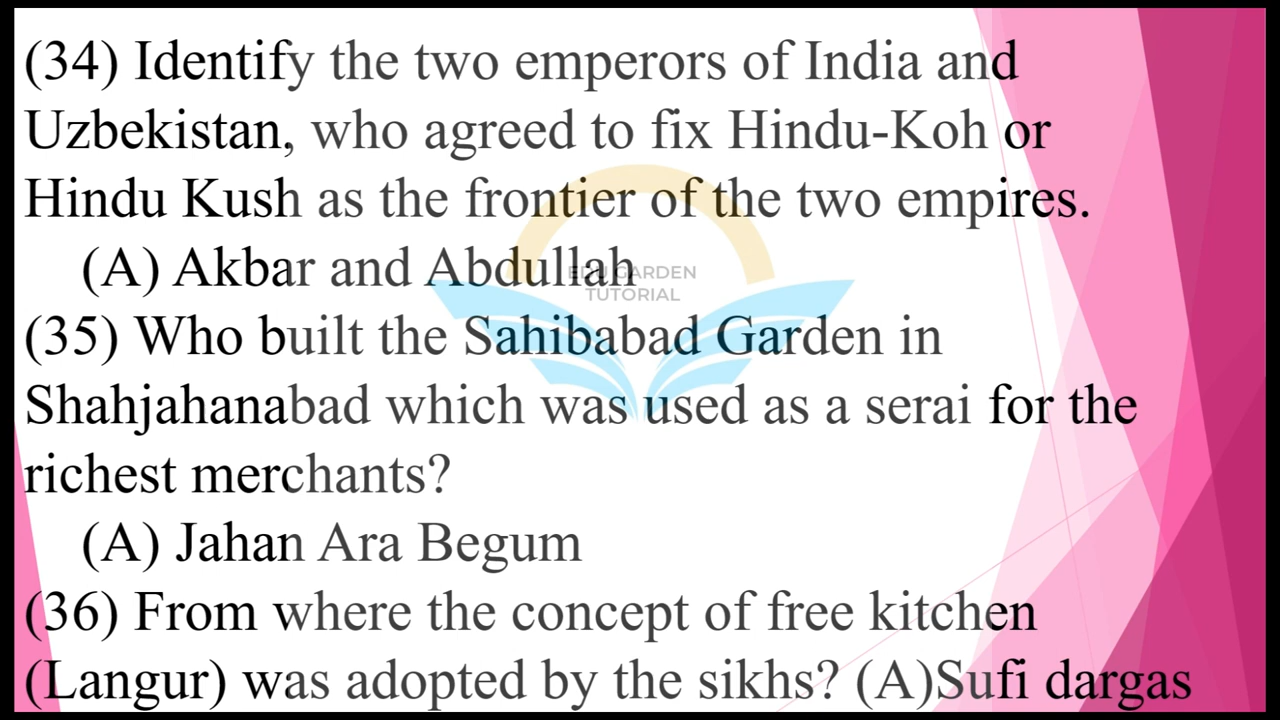 (34) Identify the two emperors of India and
Uzbekistan, who agreed to fix Hindu-Koh or
Hindu Kush as the frontier of the two empires.
(A) Akbar and Abdullah
EDU GARDEN
TUTORIAL
(35) Who built the Sahibabad Garden in
Shahjahanabad which was used as a serai for the
richest merchants?
(A) Jahan Ara Begum
(36) From where the concept of free kitchen
(Langur) was adopted by the sikhs? (A)Sufi dargas